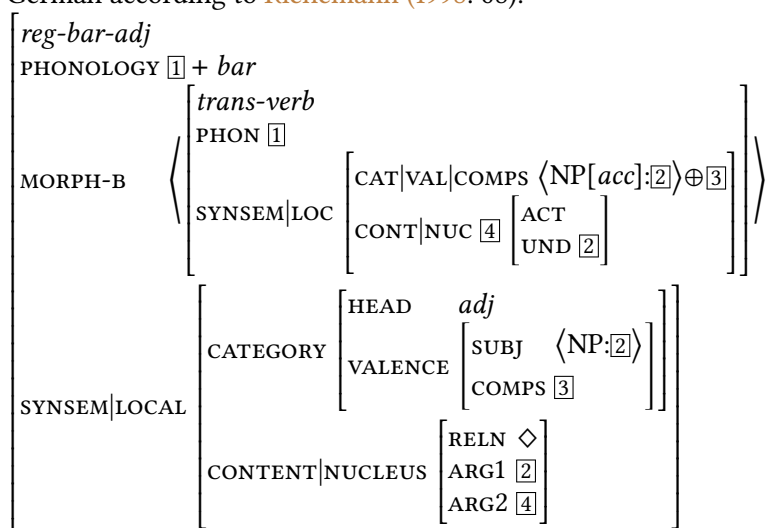 German according to Riehemann (1998: 68):
reg-bar-adj
PHONOLOGY 1 + bar
MORPH-B ⟨
trans-verb
PHON 1
SYNSEM|LOC
CAT|VAL|COMPS ⟨NP[acc]:2⟩⊕3
CONT|NUC 4
ACT
UND 2
⟩
SYNSEM|LOCAL
CATEGORY
HEAD adj
VALENCE
SUBJ ⟨NP:2⟩
COMPS 3
CONTENT|NUCLEUS
RELN ◇
ARG1 2
ARG2 4